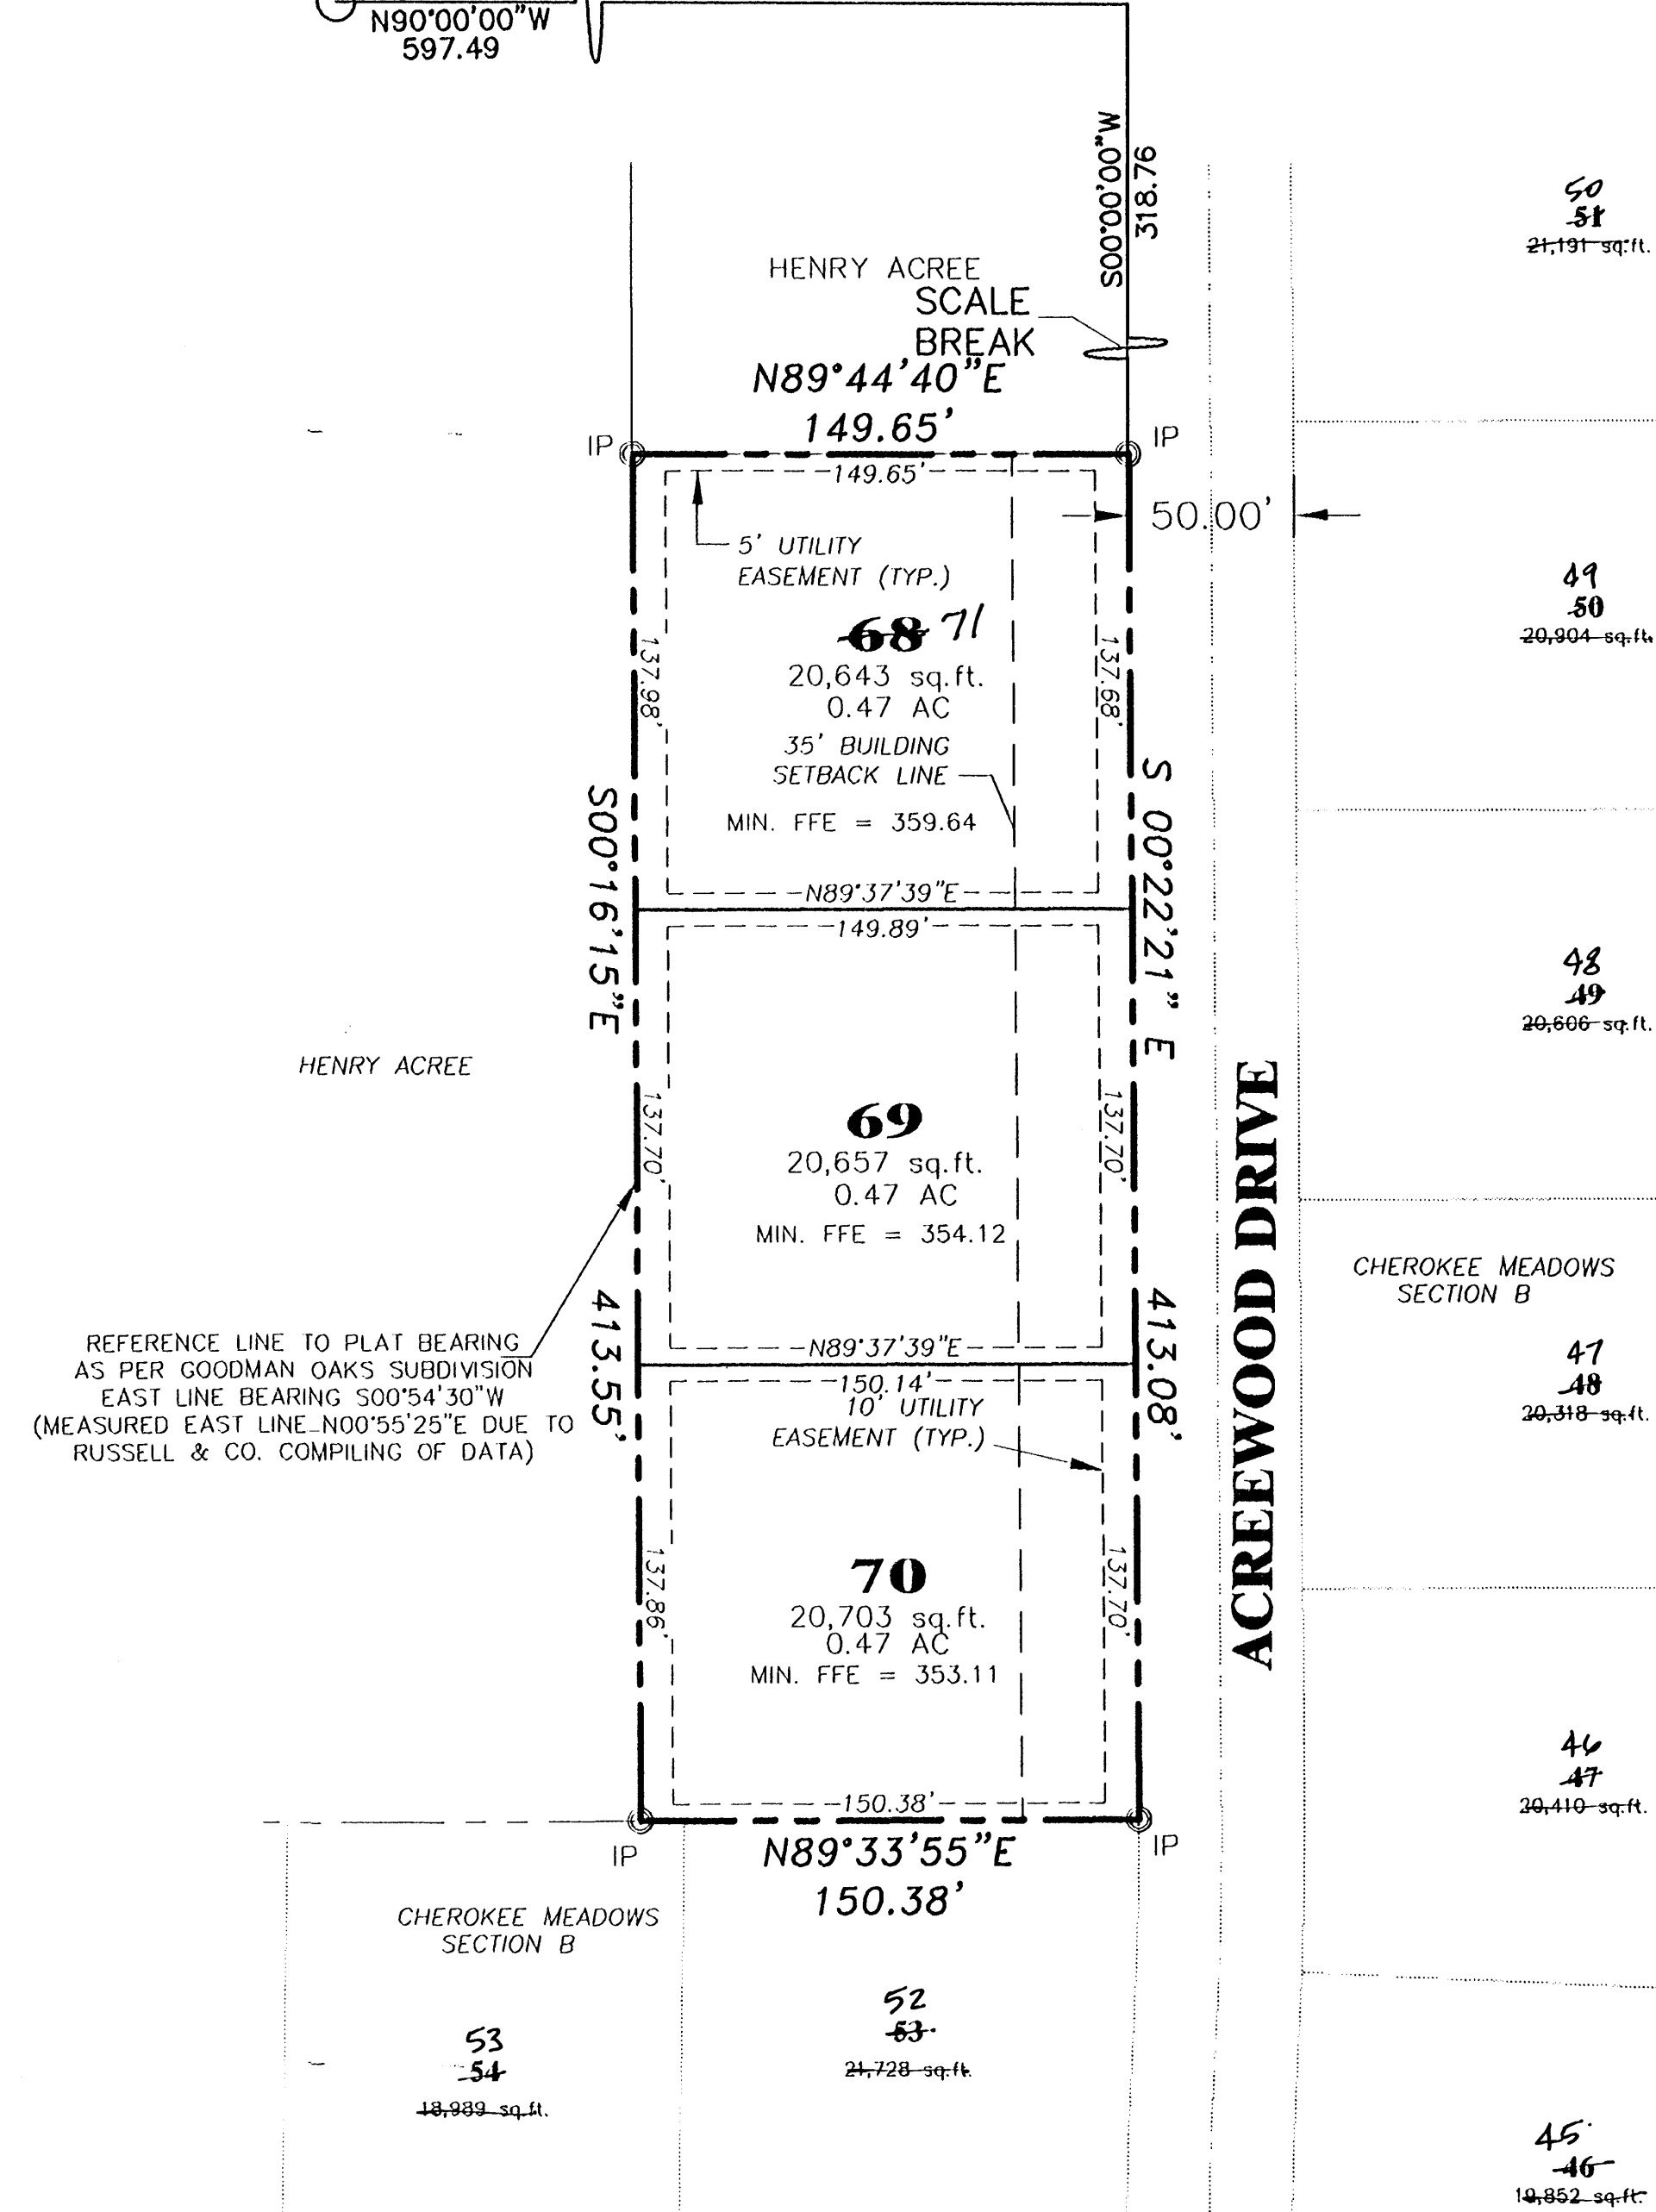 N90°00'00"W
597.49
S00°00'00"W
318.76
HENRY ACREE
SCALE
BREAK
N89°44'40"E
149.65'
IP
IP
149.65'
50.00'
5' UTILITY
EASEMENT (TYP.)
68 71
20,643 sq.ft.
0.47 AC
137.98'
137.68'
35' BUILDING
SETBACK LINE
MIN. FFE = 359.64
S00°16'15"E
S 00°22'21" E
N89°37'39"E
149.89'
HENRY ACREE
69
20,657 sq.ft.
0.47 AC
MIN. FFE = 354.12
137.70'
137.70'
413.55'
413.08'
REFERENCE LINE TO PLAT BEARING
AS PER GOODMAN OAKS SUBDIVISION
EAST LINE BEARING S00°54'30"W
(MEASURED EAST LINE N00°55'25"E DUE TO
RUSSELL & CO. COMPILING OF DATA)
N89°37'39"E
150.14'
10' UTILITY
EASEMENT (TYP.)
70
20,703 sq.ft.
0.47 AC
MIN. FFE = 353.11
137.86'
137.70'
150.38'
IP
IP
N89°33'55"E
150.38'
ACREEWOOD DRIVE
CHEROKEE MEADOWS
SECTION B
53
54
18,989 sq.ft.
52
53
21,728 sq.ft.
50
51
21,191 sq.ft.
49
50
20,904 sq.ft.
48
49
20,606 sq.ft.
CHEROKEE MEADOWS
SECTION B
47
48
20,318 sq.ft.
46
47
20,410 sq.ft.
45
46
19,852 sq.ft.